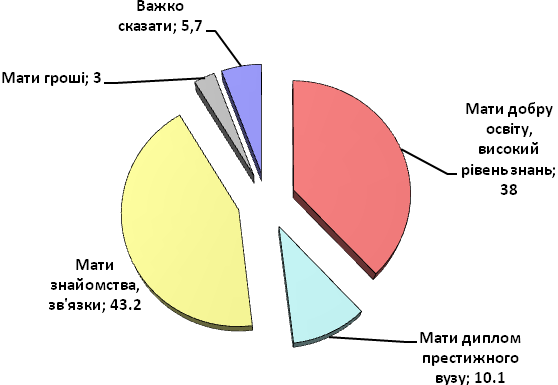 Важко
сказати; 5,7
Мати гроші; 3
Мати добру
освіту,
високий
рівень знань;
38
Мати
знайомства,
зв'язки; 43.2
Мати диплом
престижного
вузу; 10.1